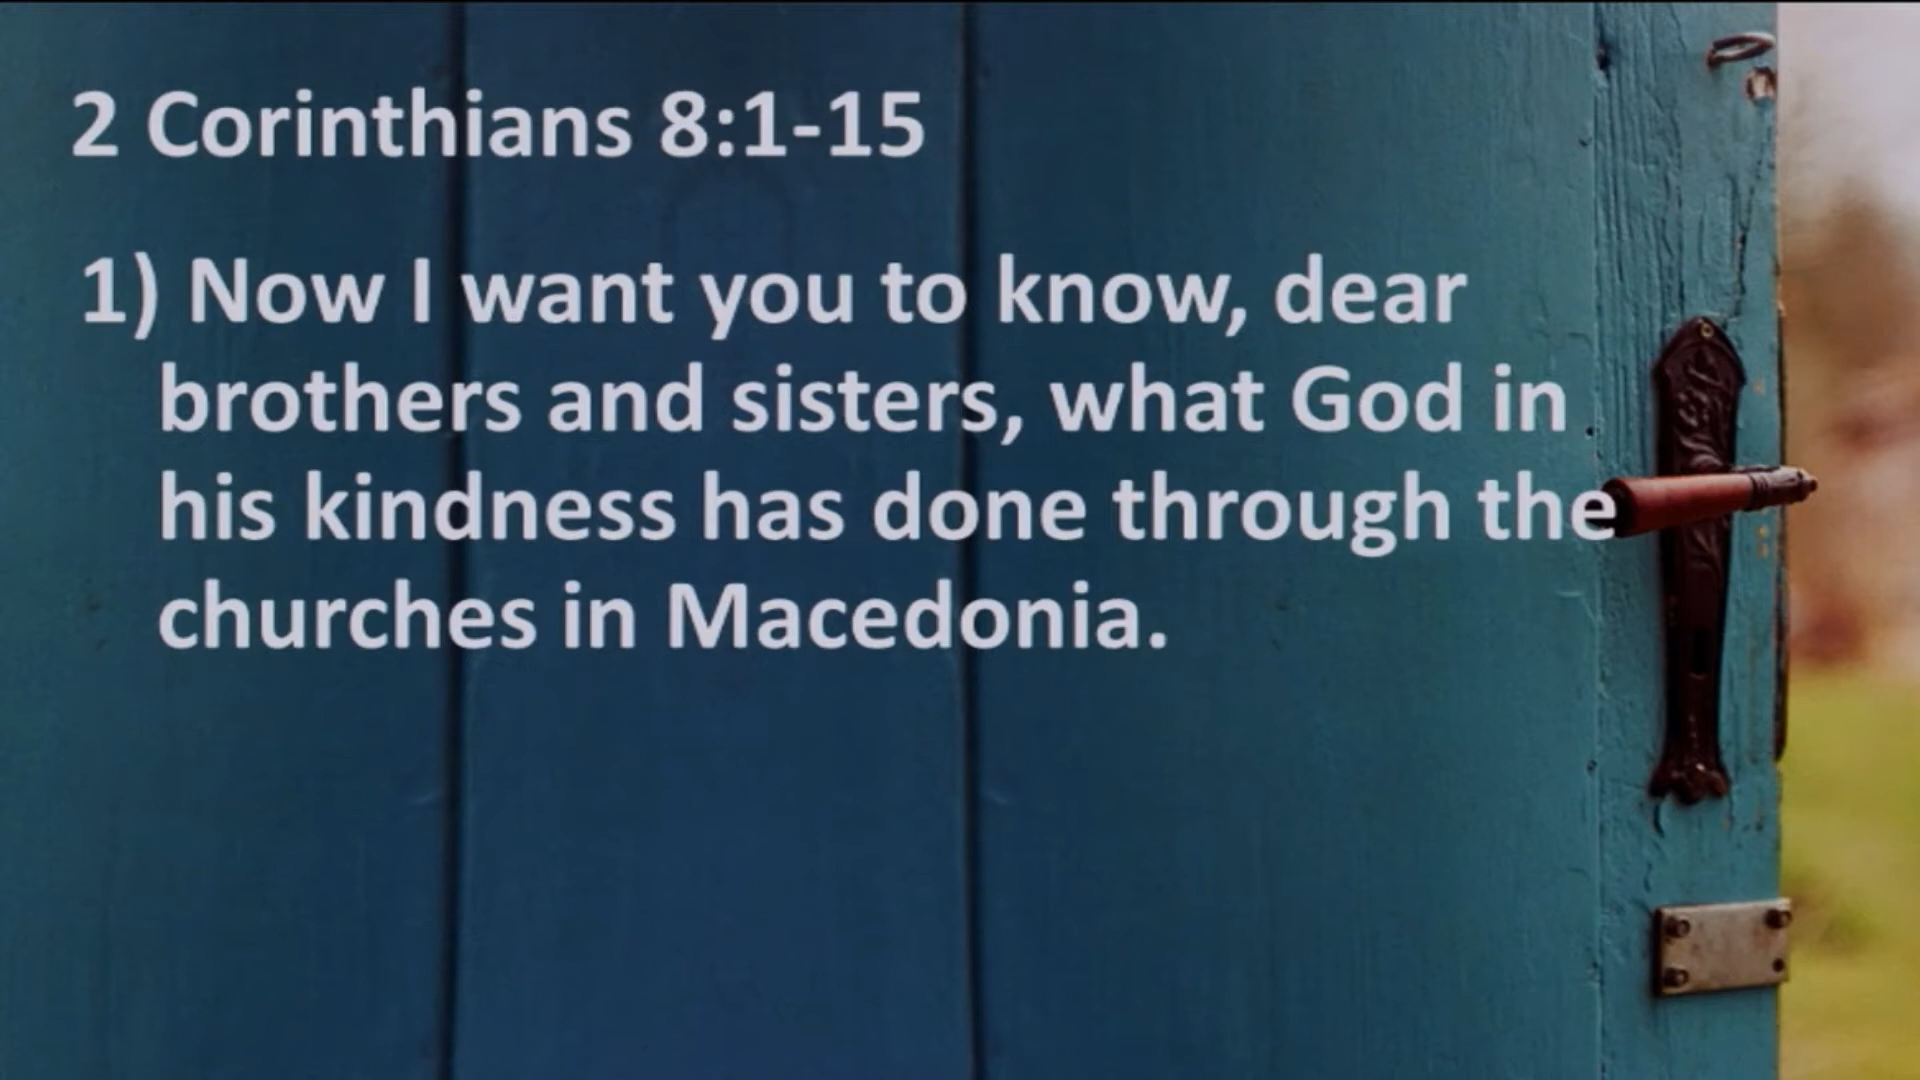 2 Corinthians 8:1-15
1) Now I want you to know, dear
brothers and sisters, what God in
his kindness has done through the
churches in Macedonia.